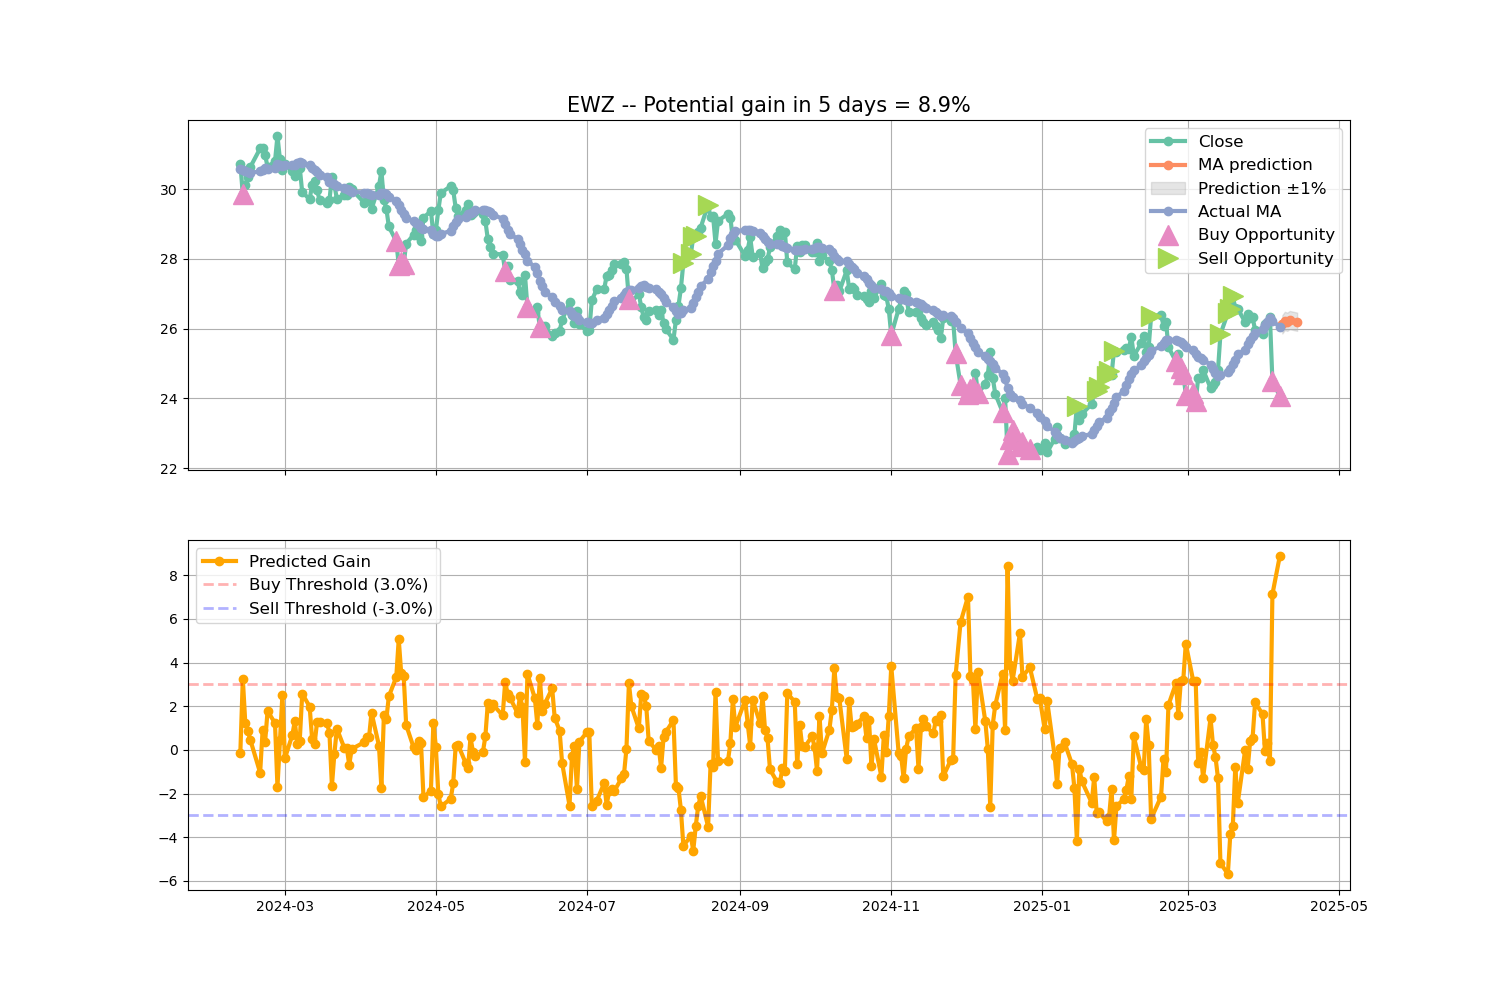 EWZ -- Potential gain in 5 days = 8.9%
Close
MA prediction
Prediction ±1%
Actual MA
Buy Opportunity
Sell Opportunity
30
28
26
24
22
Predicted Gain
Buy Threshold (3.0%)
Sell Threshold (-3.0%)
8
6
4
2
0
−2
−4
−6
2024-03 2024-05 2024-07 2024-09 2024-11 2025-01 2025-03 2025-05